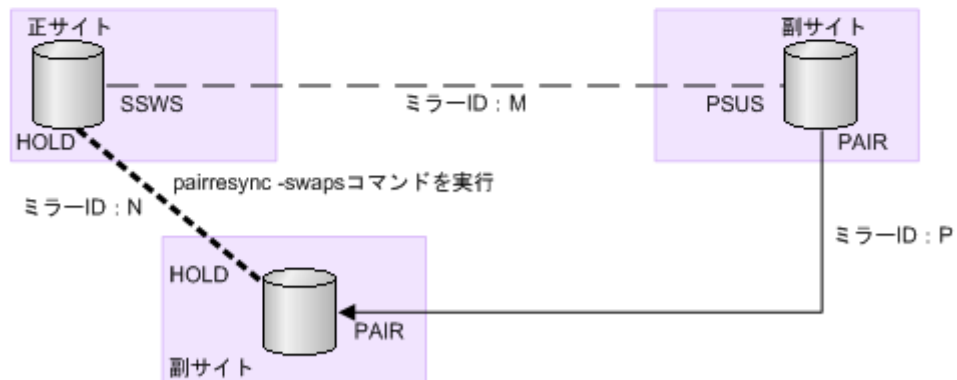 正サイト
副サイト
SSWS
ミラーID：M
PSUS
HOLD
PAIR
pairresync -swapsコマンドを実行
ミラーID：N
ミラーID：P
HOLD
PAIR
副サイト